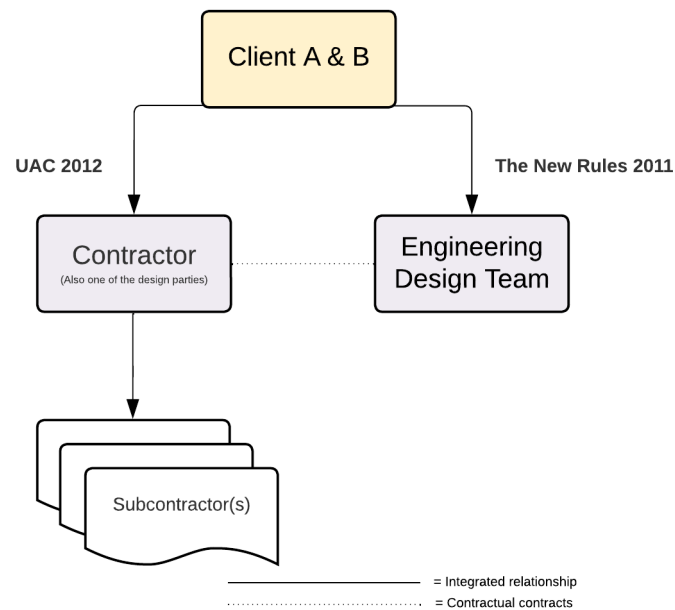 Client A & B
UAC 2012
The New Rules 2011
Contractor
(Also one of the design parties)
Engineering
Design Team
Subcontractor(s)
= Integrated relationship
= Contractual contracts